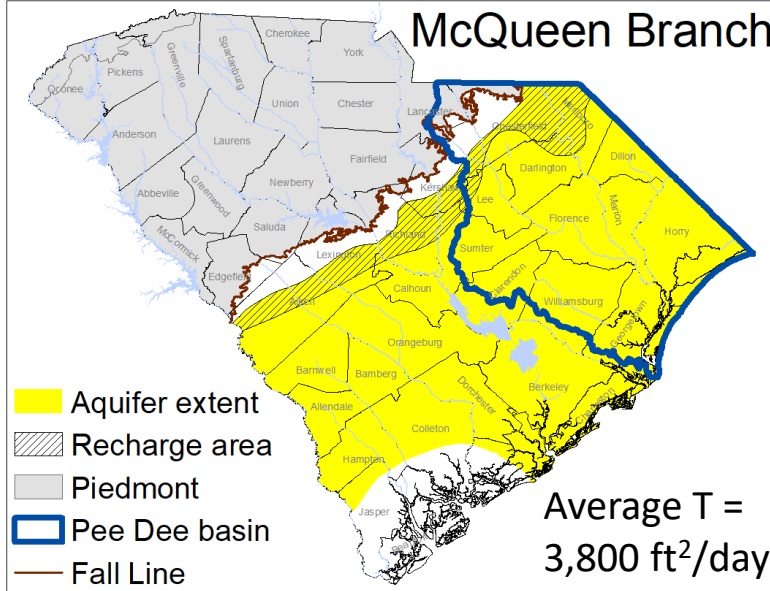 McQueen Branch
Cherokee
York
Spartanburg
Greenville
Pickens
Oconee
Union
Chester
Lancaster
Anderson
Laurens
Fairfield
Chesterfield
Marlboro
Dillon
Darlington
Abbeville
Greenwood
Newberry
Kershaw
Lee
Marion
Saluda
McCormick
Richland
Florence
Horry
Sumter
Lexington
Edgefield
Calhoun
Clarendon
Williamsburg
Aiken
Georgetown
Orangeburg
Barnwell
Bamberg
Berkeley
Dorchester
Charleston
Allendale
Colleton
Hampton
Jasper
Aquifer extent
Recharge area
Piedmont
Pee Dee basin
Fall Line
Average T =
3,800 ft²/day